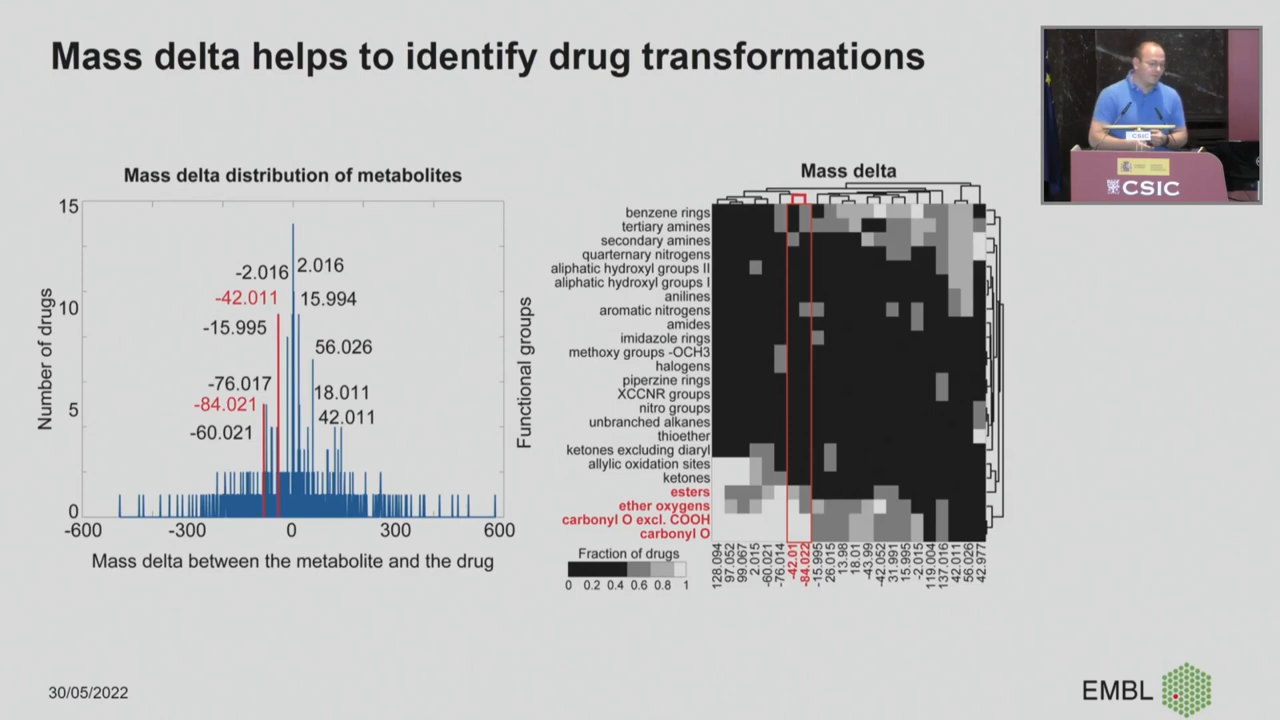 Mass delta helps to identify drug transformations
CSIC
CSIC
Mass delta distribution of metabolites
15
10
5
0
Number of drugs
-2.016
2.016
-42.011
15.994
-15.995
56.026
-76.017
18.011
-84.021
42.011
-60.021
-600
-300
0
300
600
Mass delta between the metabolite and the drug
Mass delta
Functional groups
benzene rings
tertiary amines
secondary amines
quarternary nitrogens
aliphatic hydroxyl groups II
aliphatic hydroxyl groups I
anilines
aromatic nitrogens
amides
imidazole rings
methoxy groups -OCH3
halogens
piperzine rings
XCCNR groups
nitro groups
unbranched alkanes
thioether
ketones excluding diaryl
allylic oxidation sites
ketones
esters
ether oxygens
carbonyl O excl. COOH
carbonyl O
128.094
97.052
99.067
2.015
-60.021
-76.014
-42.01
-84.022
-15.995
26.015
13.98
18.01
-43.99
-42.052
31.991
15.995
-2.015
119.004
137.016
42.011
56.026
42.977
Fraction of drugs
0 0.2 0.4 0.6 0.8 1
30/05/2022
EMBL